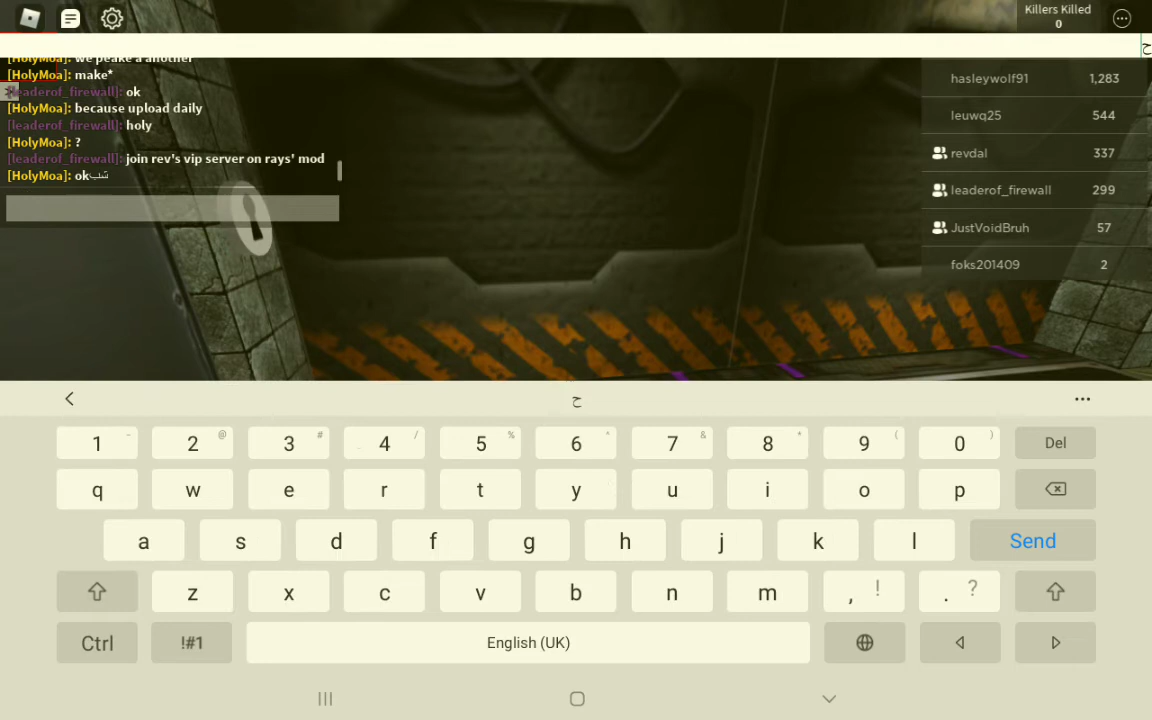 Killers Killed
0
ح
[HolyMoa]: we peake a another
[HolyMoa]: make*
[leaderof_firewall]: ok
[HolyMoa]: because upload daily
[leaderof_firewall]: holy
[HolyMoa]: ?
[leaderof_firewall]: join rev's vip server on rays' mod
[HolyMoa]: ok
hasleywolf91 1,283
leuwq25 544
revdal 337
leaderof_firewall 299
JustVoidBruh 57
foks201409 2
ح
1 2 @ 3 # 4 / 5 % 6 ^ 7 & 8 * 9 ( 0 ) Del
q w e r t y u i o p
a s d f g h j k l Send
z x c v b n m , ! . ?
Ctrl !#1 English (UK)